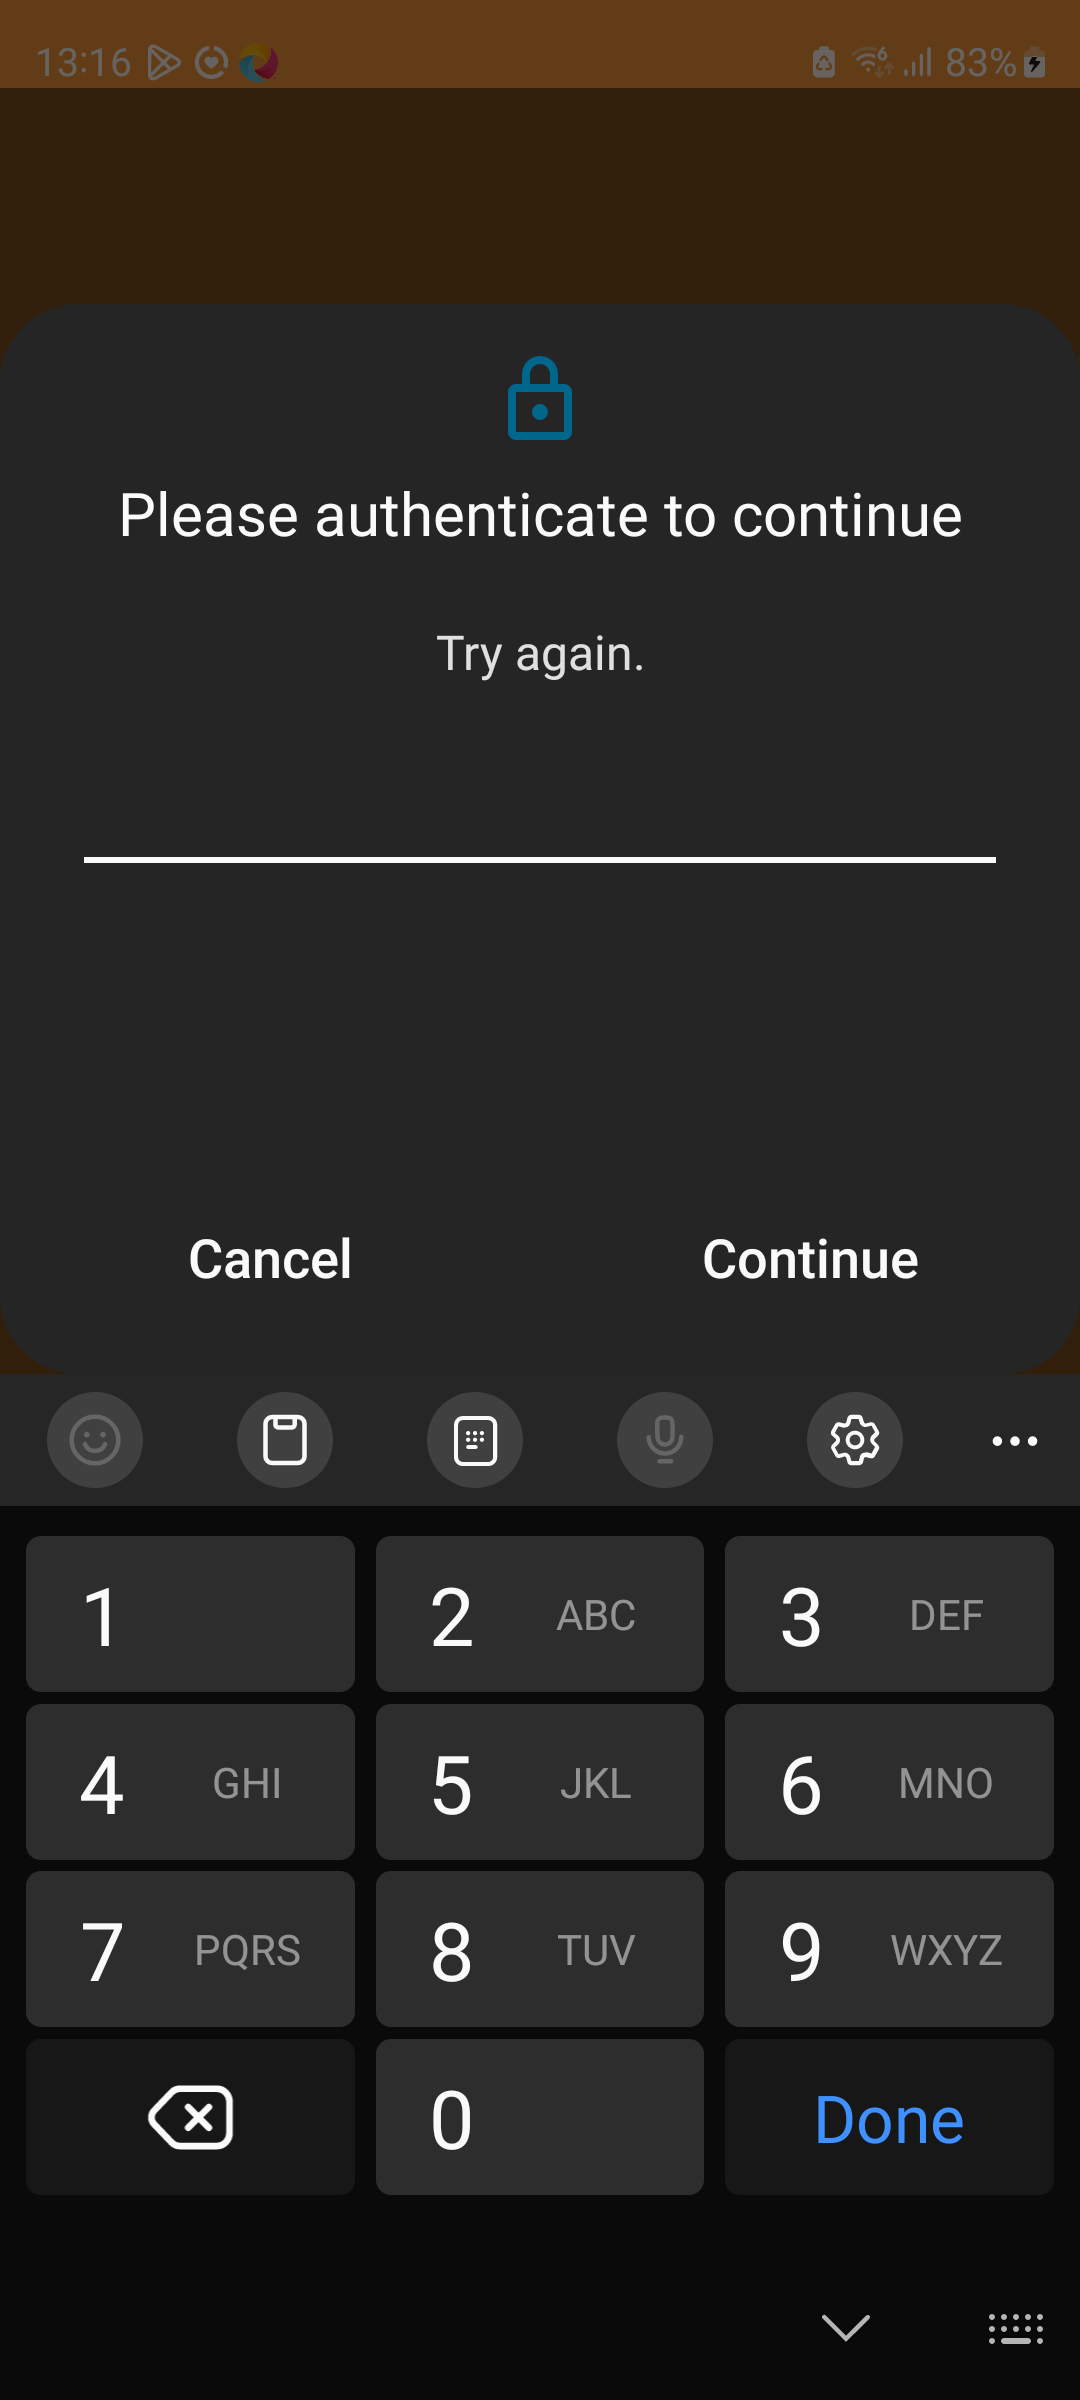 13:16 6 83%
Please authenticate to continue
Try again.
Cancel Continue
1 2 ABC 3 DEF
4 GHI 5 JKL 6 MNO
7 PQRS 8 TUV 9 WXYZ
0 Done